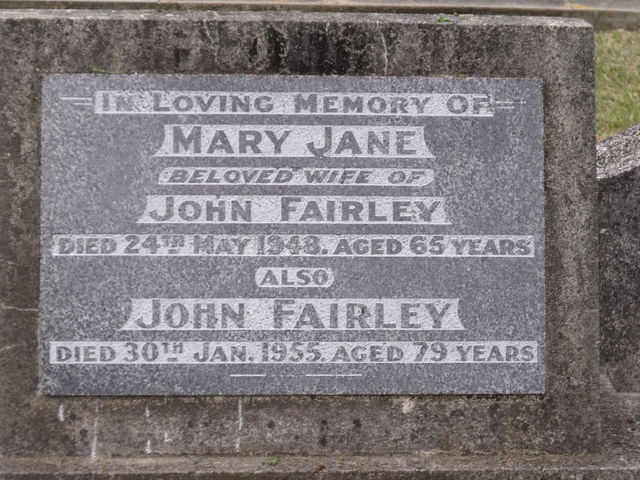 In Loving Memory Of
Mary Jane
Beloved Wife Of
John Fairley
Died 24th May 1948. Aged 65 Years
Also
John Fairley
Died 30th Jan. 1955. Aged 79 Years